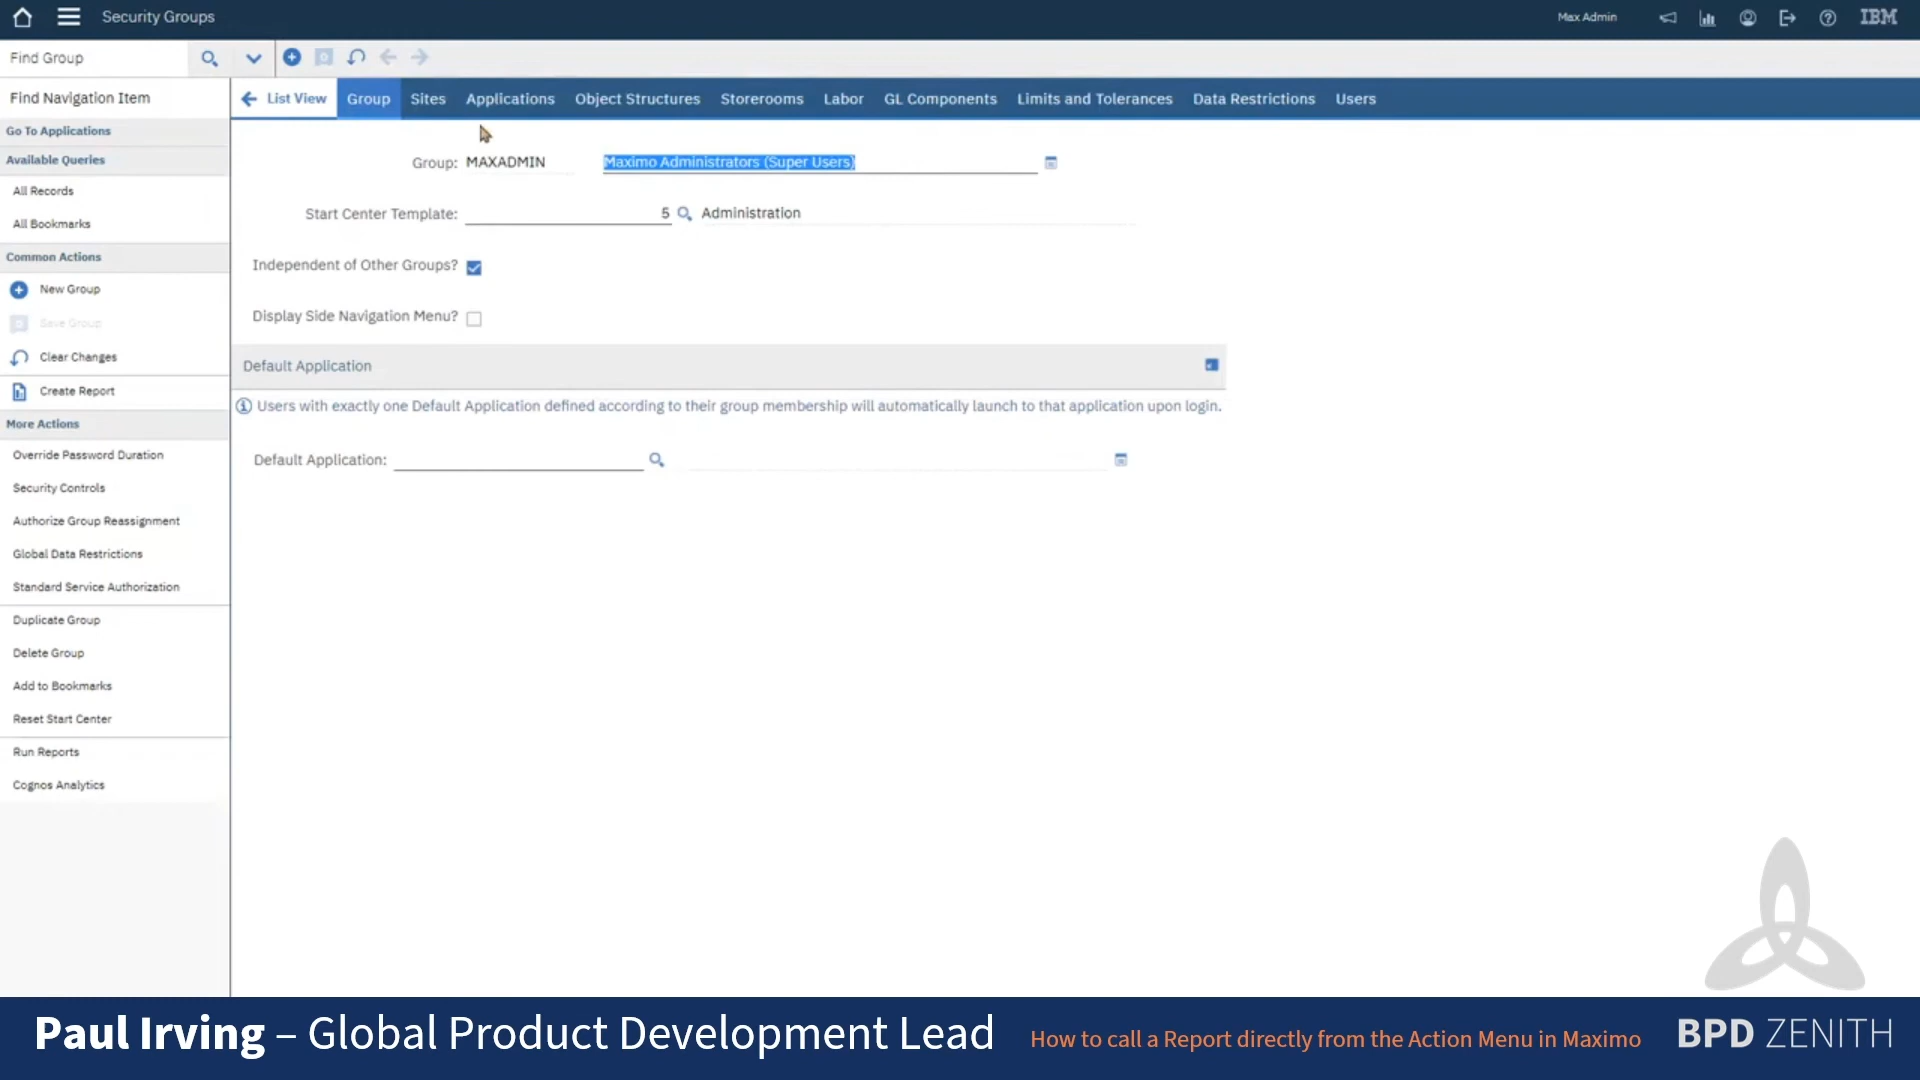 Security Groups
Max Admin
IBM
Find Group
Find Navigation Item
List View
Group
Sites
Applications
Object Structures
Storerooms
Labor
GL Components
Limits and Tolerances
Data Restrictions
Users
Go To Applications
Available Queries
All Records
All Bookmarks
Common Actions
New Group
Save Group
Clear Changes
Create Report
More Actions
Override Password Duration
Security Controls
Authorize Group Reassignment
Global Data Restrictions
Standard Service Authorization
Duplicate Group
Delete Group
Add to Bookmarks
Reset Start Center
Run Reports
Cognos Analytics
Group: MAXADMIN Maximo Administrators (Super Users)
Start Center Template: 5 Administration
Independent of Other Groups?
Display Side Navigation Menu?
Default Application
Users with exactly one Default Application defined according to their group membership will automatically launch to that application upon login.
Default Application:
Paul Irving – Global Product Development Lead
How to call a Report directly from the Action Menu in Maximo
BPD ZENITH